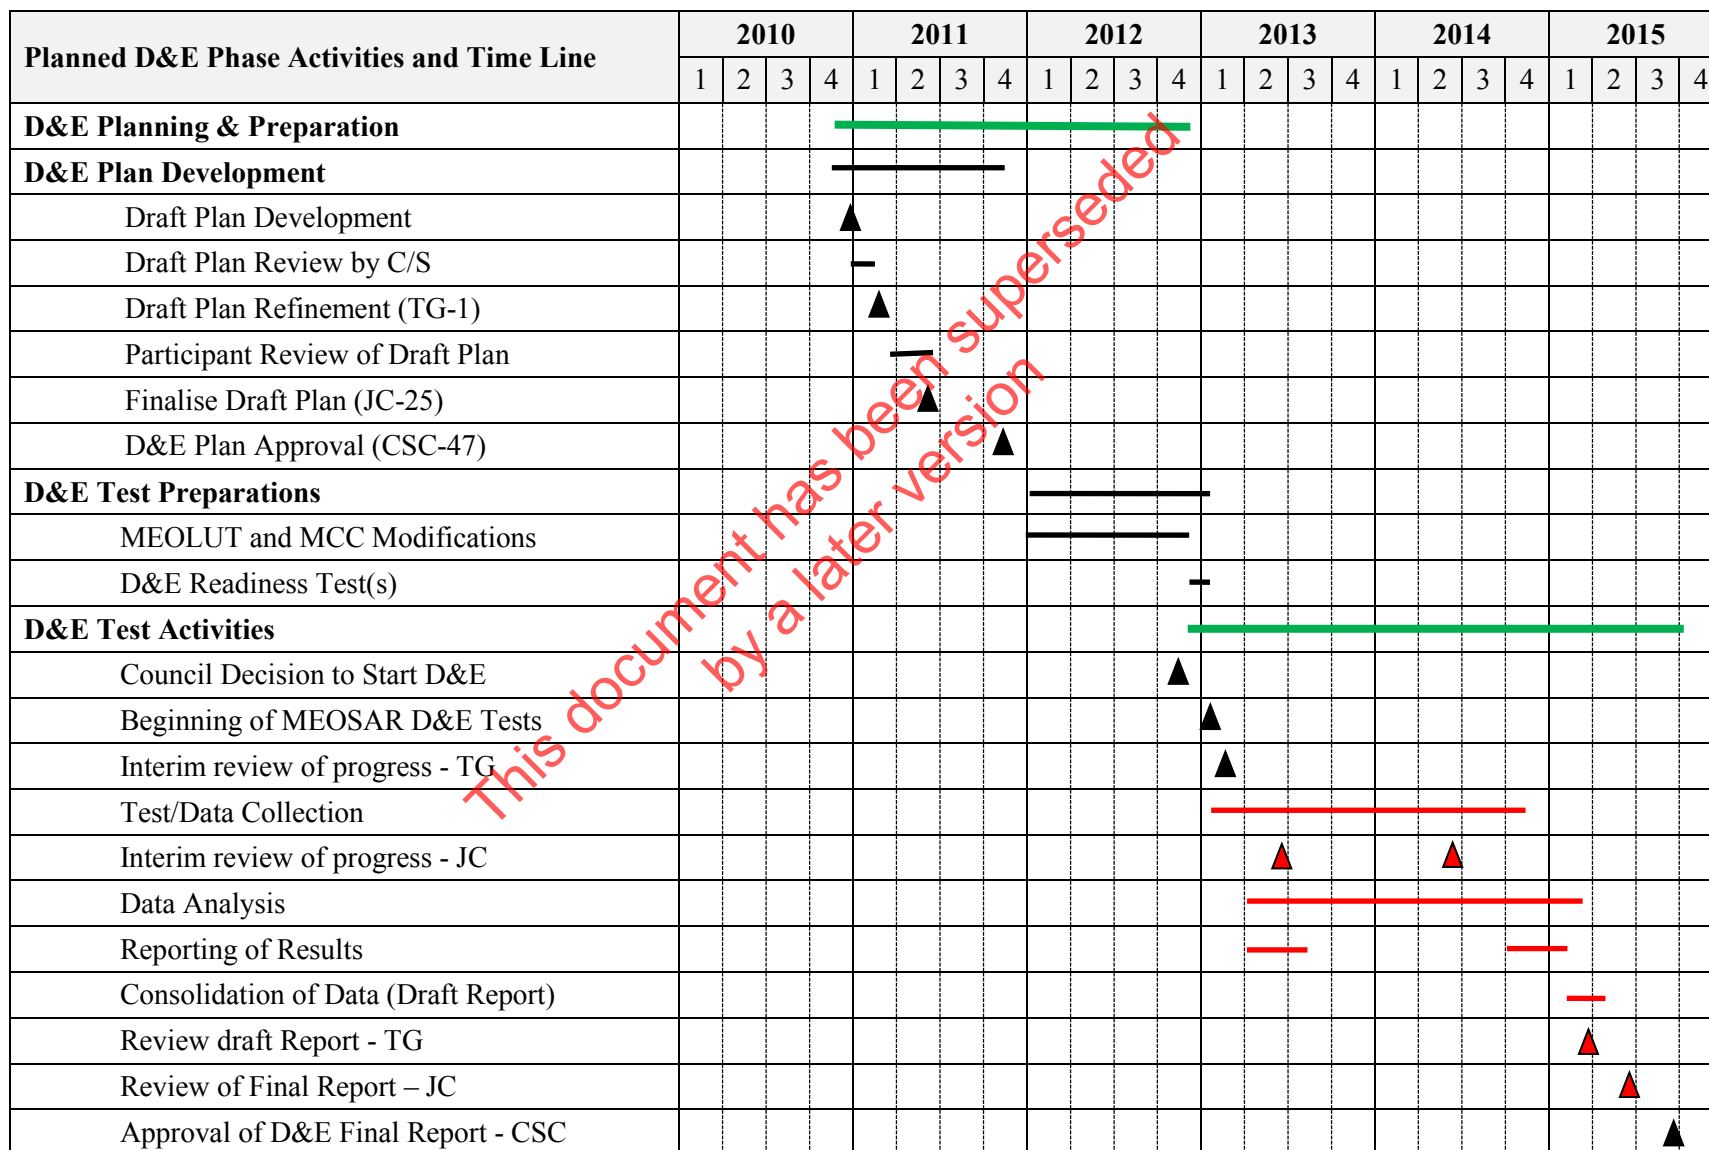 Planned D&E Phase Activities and Time Line
2010 2011 2012 2013 2014 2015
1 2 3 4 1 2 3 4 1 2 3 4 1 2 3 4 1 2 3 4 1 2 3 4
D&E Planning & Preparation
D&E Plan Development
Draft Plan Development
Draft Plan Review by C/S
Draft Plan Refinement (TG-1)
Participant Review of Draft Plan
Finalise Draft Plan (JC-25)
D&E Plan Approval (CSC-47)
D&E Test Preparations
MEOLUT and MCC Modifications
D&E Readiness Test(s)
D&E Test Activities
Council Decision to Start D&E
Beginning of MEOSAR D&E Tests
Interim review of progress - TG
Test/Data Collection
Interim review of progress - JC
Data Analysis
Reporting of Results
Consolidation of Data (Draft Report)
Review draft Report - TG
Review of Final Report – JC
Approval of D&E Final Report - CSC
This document has been superseded
by a later version